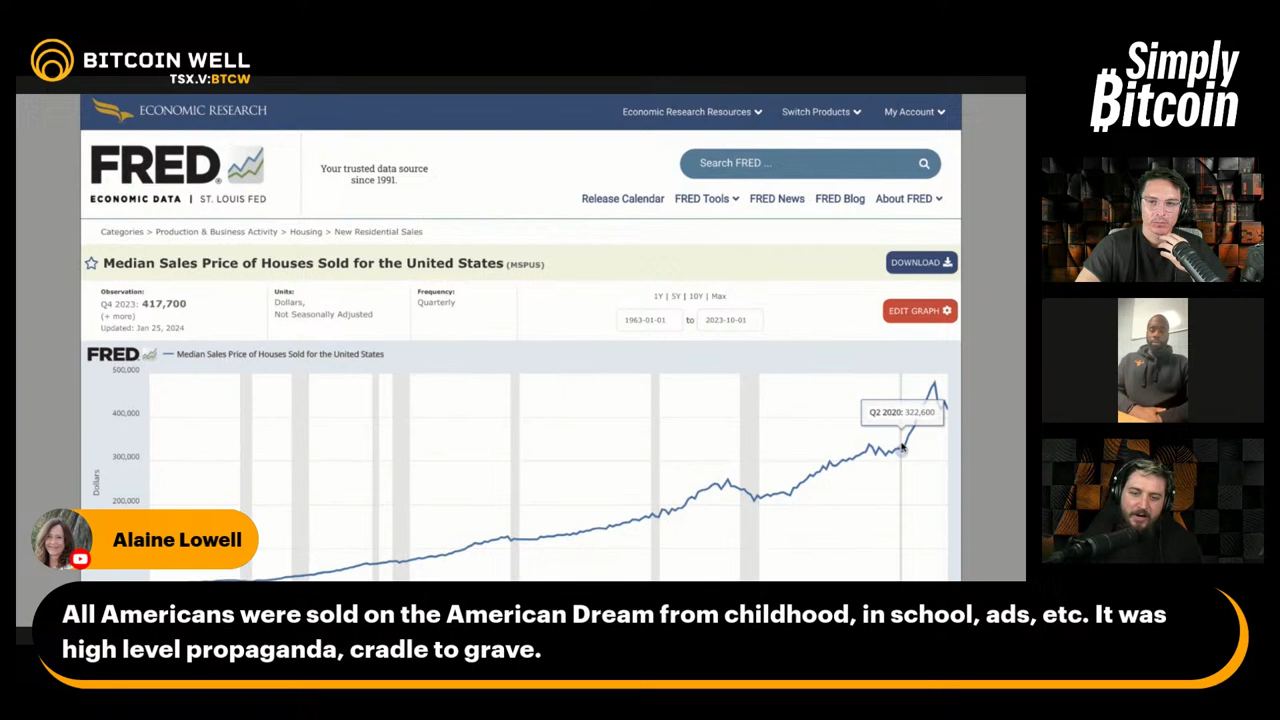 BITCOIN WELL
TSX.V:BTCW
Simply
Bitcoin
ECONOMIC RESEARCH
Economic Research Resources
Switch Products
My Account
FRED
Your trusted data source
since 1991.
Search FRED ...
ECONOMIC DATA | ST. LOUIS FED
Release Calendar
FRED Tools
FRED News
FRED Blog
About FRED
Categories > Production & Business Activity > Housing > New Residential Sales
Median Sales Price of Houses Sold for the United States (MSPUS)
DOWNLOAD
Observation:
Q4 2023: 417,700
(+ more)
Updated: Jan 25, 2024
Units:
Dollars,
Not Seasonally Adjusted
Frequency:
Quarterly
1Y | 5Y | 10Y | Max
1963-01-01 to 2023-10-01
EDIT GRAPH
FRED
Median Sales Price of Houses Sold for the United States
500,000
400,000
300,000
200,000
Dollars
Q2 2020: 322,600
Alaine Lowell
All Americans were sold on the American Dream from childhood, in school, ads, etc. It was
high level propaganda, cradle to grave.